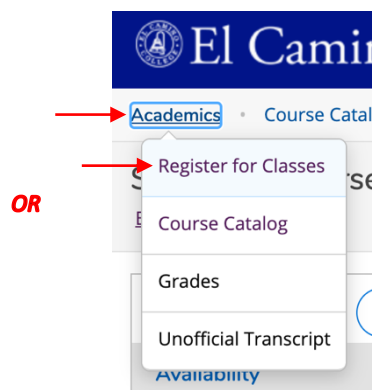 El Camin
Academics • Course Catal
Register for Classes
OR
Course Catalog
Grades
Unofficial Transcript
Availability